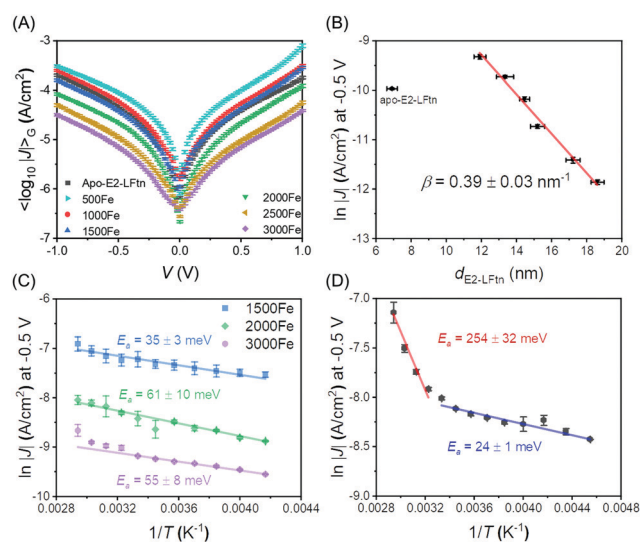 (A)
<log₁₀ |J|>G (A/cm²)
-3
-4
-5
-6
-7
Apo-E2-LFtn
500Fe
1000Fe
1500Fe
2000Fe
2500Fe
3000Fe
-1.0 -0.5 0.0 0.5 1.0
V (V)
(B)
ln |J| (A/cm²) at -0.5 V
-9
-10
-11
-12
-13
apo-E2-LFtn
β = 0.39 ± 0.03 nm⁻¹
6 8 10 12 14 16 18 20
dE2-LFtn (nm)
(C)
ln |J| (A/cm²) at -0.5 V
-6
-7
-8
-9
-10
1500Fe
2000Fe
3000Fe
Eₐ = 35 ± 3 meV
Eₐ = 61 ± 10 meV
Eₐ = 55 ± 8 meV
0.0028 0.0032 0.0036 0.0040 0.0044
1/T (K⁻¹)
(D)
ln |J| (A/cm²) at -0.5 V
-7.0
-7.5
-8.0
-8.5
-9.0
Eₐ = 254 ± 32 meV
Eₐ = 24 ± 1 meV
0.0028 0.0032 0.0036 0.0040 0.0044 0.0048
1/T (K⁻¹)